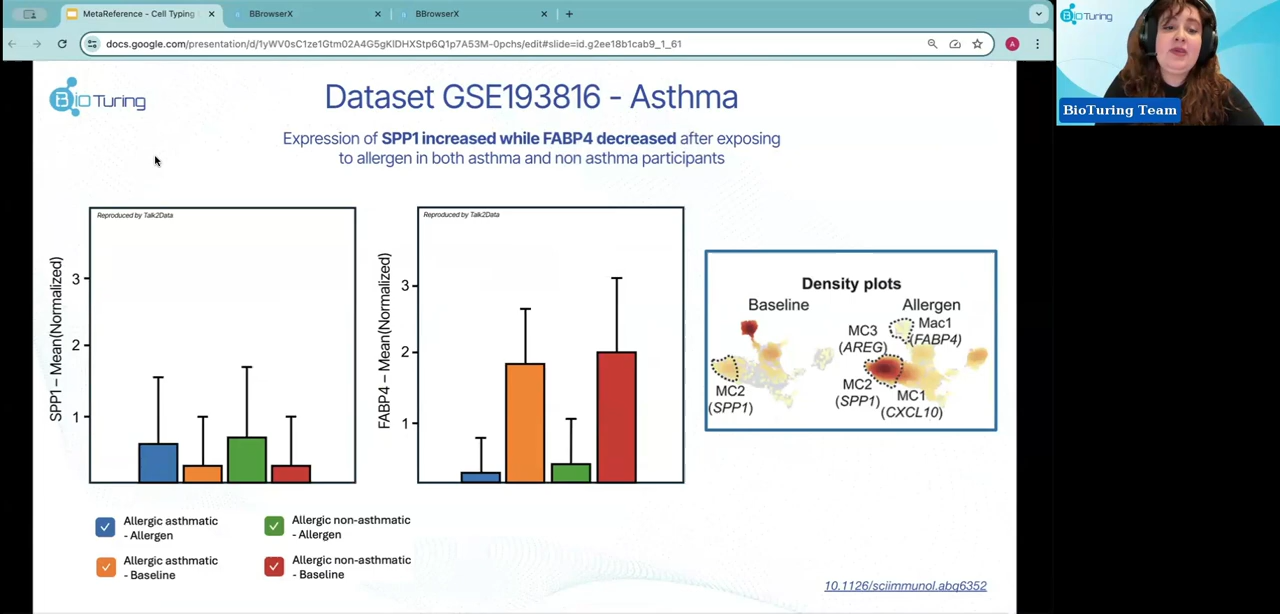 MetaReference - Cell Typing
BBrowserX
BBrowserX
docs.google.com/presentation/d/1yWV0sC1ze1Gtm02A4G5gKIDHXStp6Q1p7A53M-0pchs/edit#slide=id.g2ee18b1cab9_1_61
A
BioTuring
BioTuring Team
BioTuring
Dataset GSE193816 - Asthma
Expression of SPP1 increased while FABP4 decreased after exposing
to allergen in both asthma and non asthma participants
Reproduced by Talk2Data
SPP1 – Mean(Normalized)
3
2
1
Reproduced by Talk2Data
FABP4 – Mean(Normalized)
3
2
1
Density plots
Baseline
Allergen
MC2
(SPP1)
MC3
(AREG)
Mac1
(FABP4)
MC2
(SPP1)
MC1
(CXCL10)
Allergic asthmatic
- Allergen
Allergic non-asthmatic
- Allergen
Allergic asthmatic
- Baseline
Allergic non-asthmatic
- Baseline
10.1126/sciimmunol.abq6352